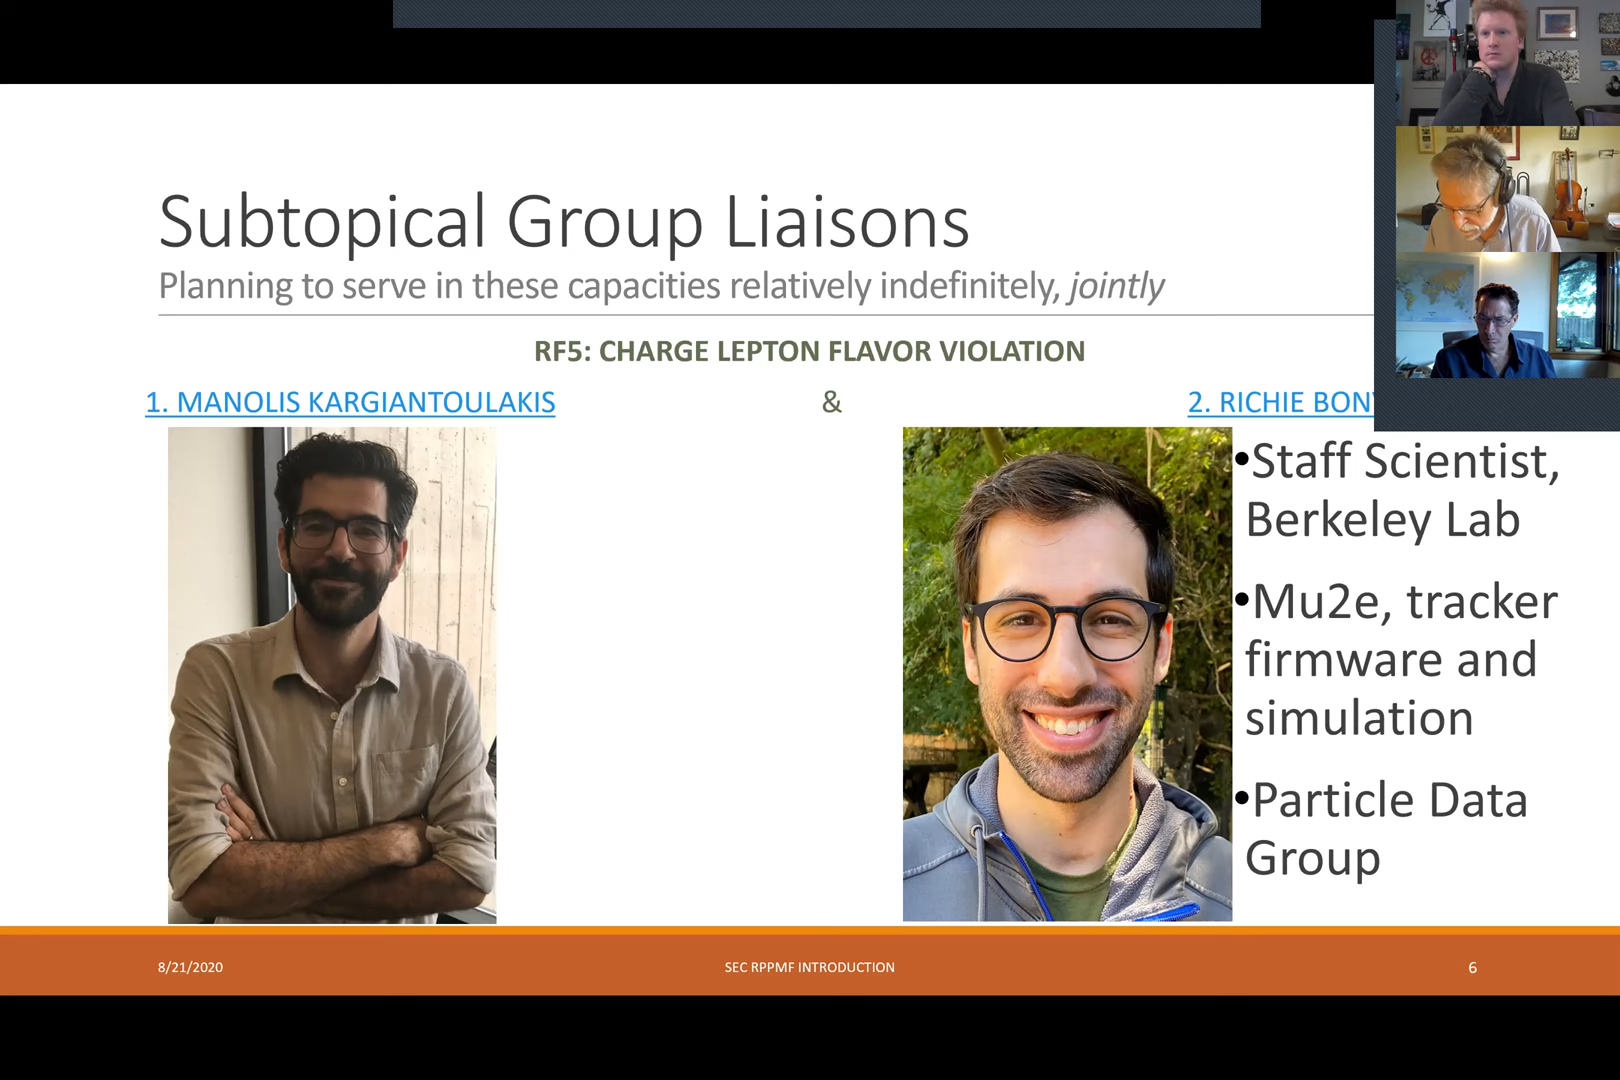 Subtopical Group Liaisons
Planning to serve in these capacities relatively indefinitely, jointly
RF5: CHARGE LEPTON FLAVOR VIOLATION
1. MANOLIS KARGIANTOULAKIS
&
2. RICHIE BON
•Staff Scientist,
Berkeley Lab
•Mu2e, tracker
firmware and
simulation
•Particle Data
Group
8/21/2020
SEC RPPMF INTRODUCTION
6